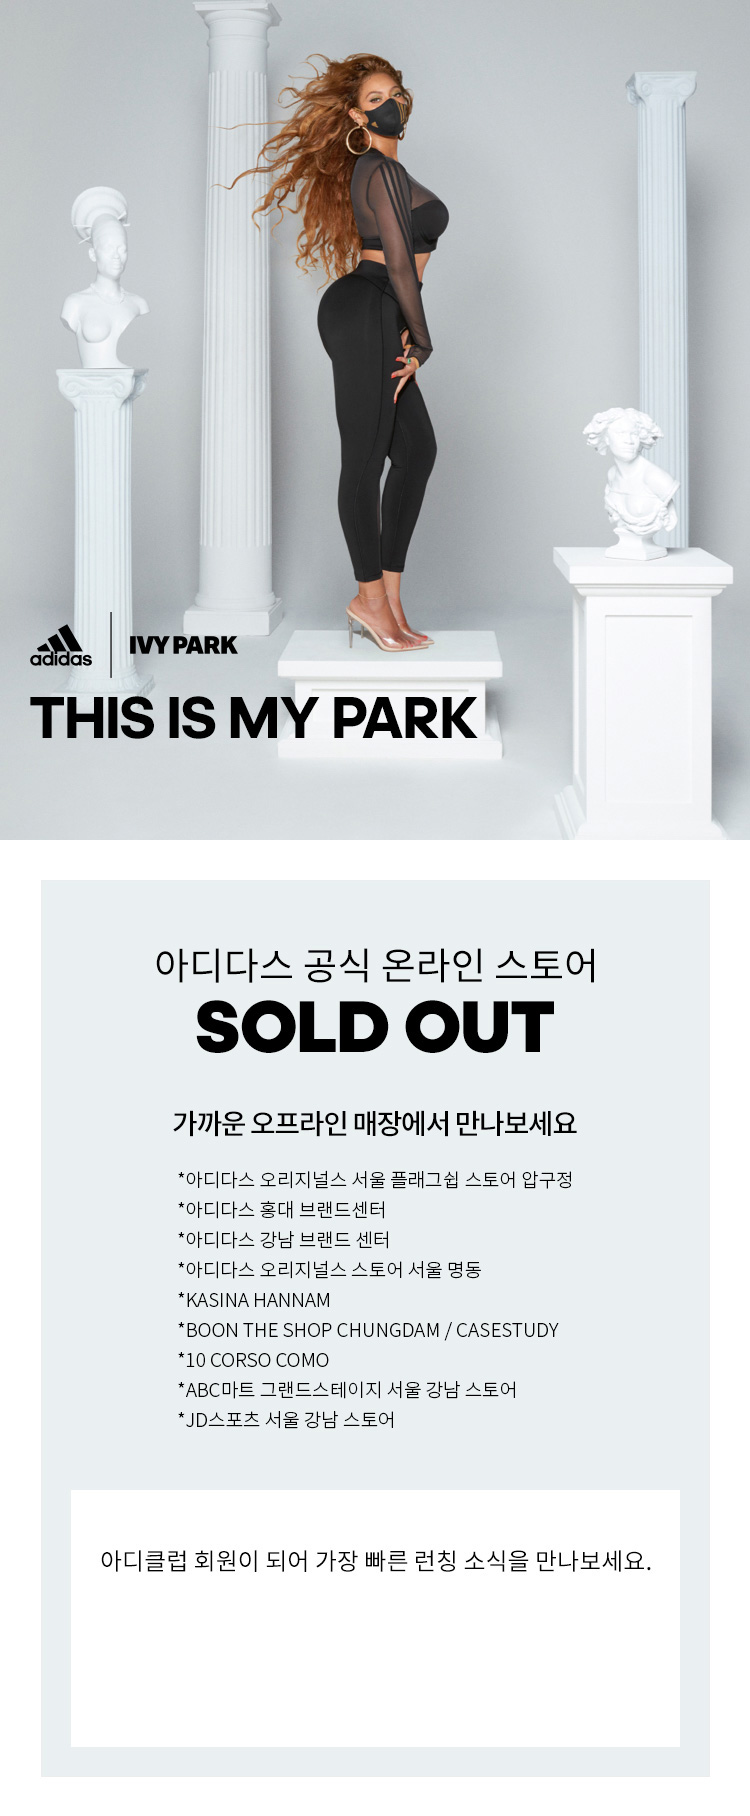 adidas
IVY PARK
THIS IS MY PARK
아디다스 공식 온라인 스토어
SOLD OUT
가까운 오프라인 매장에서 만나보세요
*아디다스 오리지널스 서울 플래그쉽 스토어 압구정
*아디다스 홍대 브랜드센터
*아디다스 강남 브랜드 센터
*아디다스 오리지널스 스토어 서울 명동
*KASINA HANNAM
*BOON THE SHOP CHUNGDAM / CASESTUDY
*10 CORSO COMO
*ABC마트 그랜드스테이지 서울 강남 스토어
*JD스포츠 서울 강남 스토어
아디클럽 회원이 되어 가장 빠른 런칭 소식을 만나보세요.